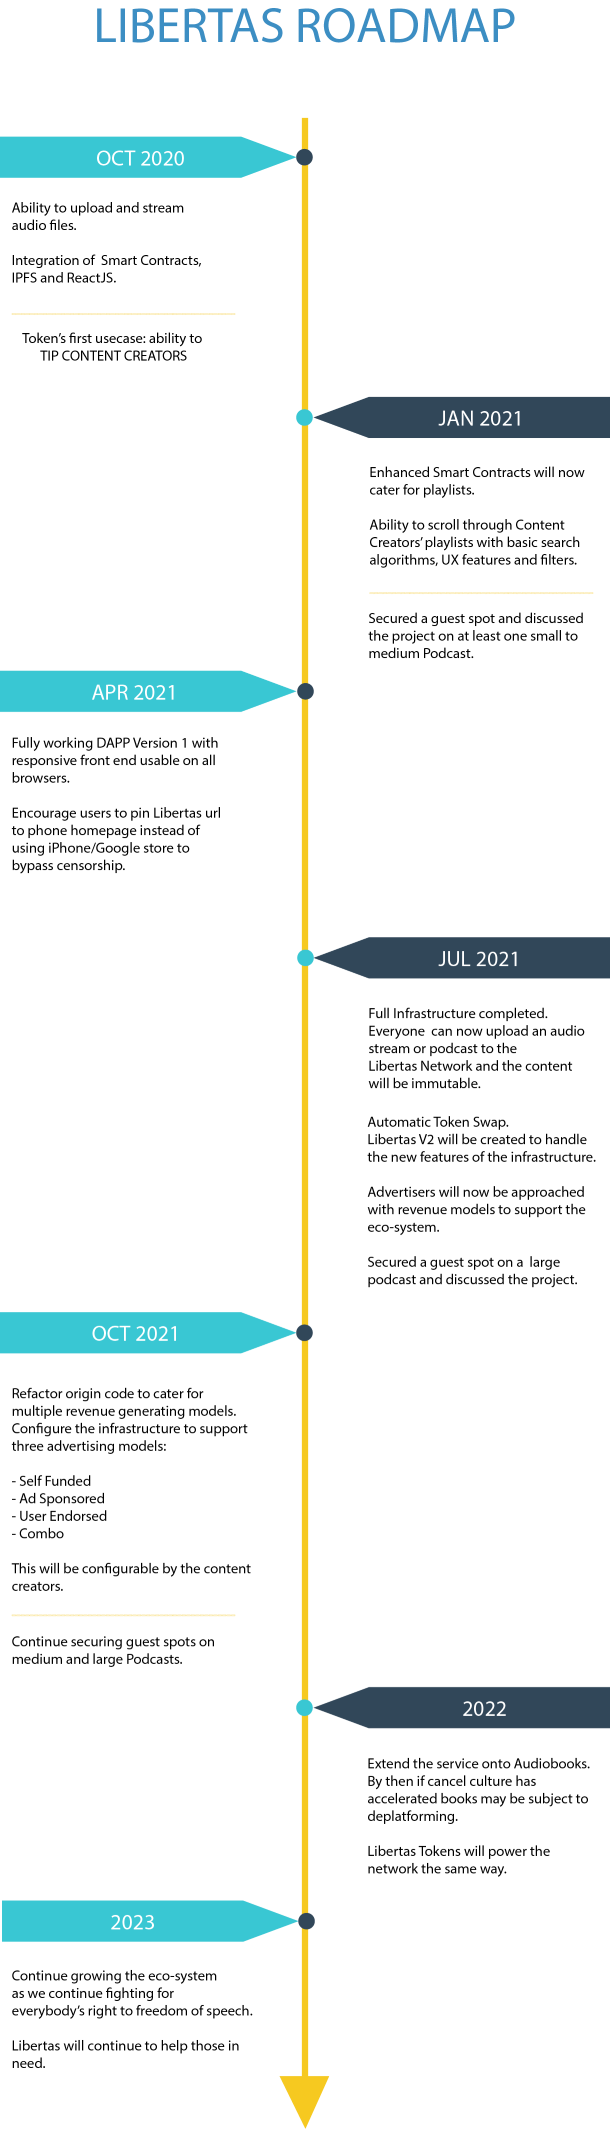 LIBERTAS ROADMAP
OCT 2020
Ability to upload and stream
audio files.
Integration of Smart Contracts,
IPFS and ReactJS.
Token's first usecase: ability to
TIP CONTENT CREATORS
JAN 2021
Enhanced Smart Contracts will now
cater for playlists.
Ability to scroll through Content
Creators' playlists with basic search
algorithms, UX features and filters.
Secured a guest spot and discussed
the project on at least one small to
medium Podcast.
APR 2021
Fully working DAPP Version 1 with
responsive front end usable on all
browsers.
Encourage users to pin Libertas url
to phone homepage instead of
using iPhone/Google store to
bypass censorship.
JUL 2021
Full Infrastructure completed.
Everyone can now upload an audio
stream or podcast to the
Libertas Network and the content
will be immutable.
Automatic Token Swap.
Libertas V2 will be created to handle
the new features of the infrastructure.
Advertisers will now be approached
with revenue models to support the
eco-system.
Secured a guest spot on a large
podcast and discussed the project.
OCT 2021
Refactor origin code to cater for
multiple revenue generating models.
Configure the infrastructure to support
three advertising models:
- Self Funded
- Ad Sponsored
- User Endorsed
- Combo
This will be configurable by the content
creators.
Continue securing guest spots on
medium and large Podcasts.
2022
Extend the service onto Audiobooks.
By then if cancel culture has
accelerated books may be subject to
deplatforming.
Libertas Tokens will power the
network the same way.
2023
Continue growing the eco-system
as we continue fighting for
everybody's right to freedom of speech.
Libertas will continue to help those in
need.